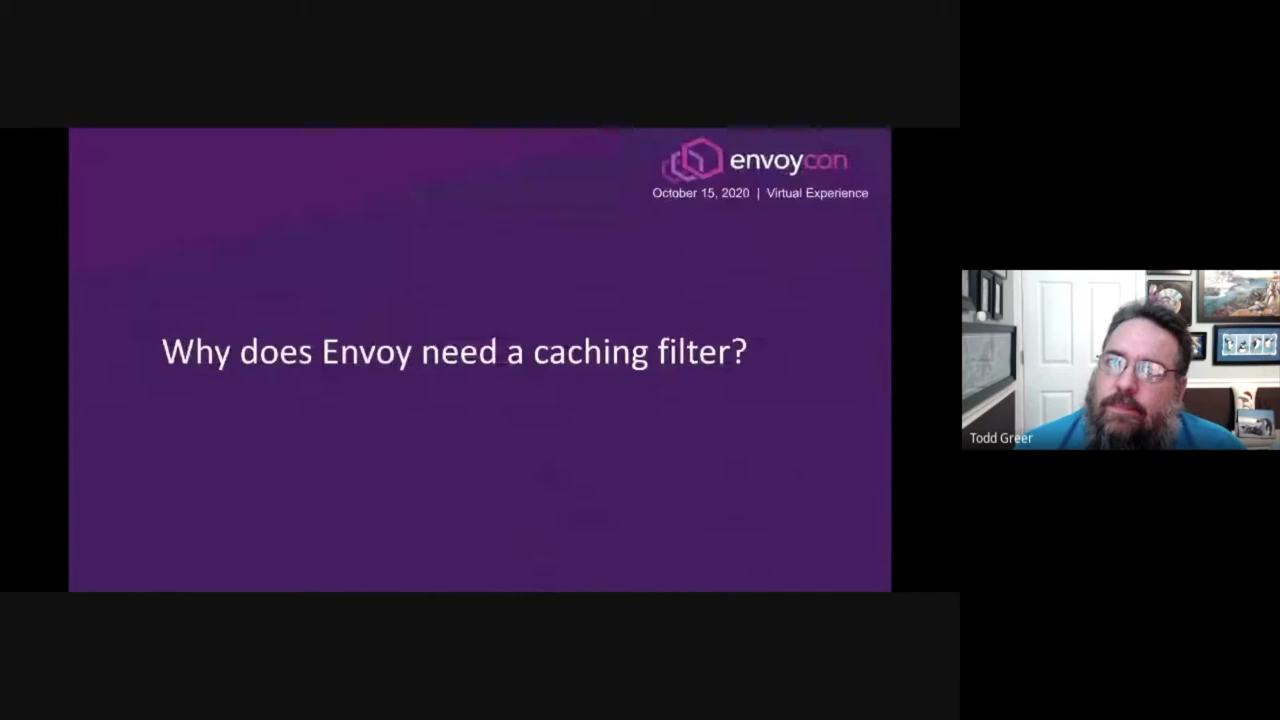 envoycon
October 15, 2020 | Virtual Experience
Why does Envoy need a caching filter?
Todd Greer